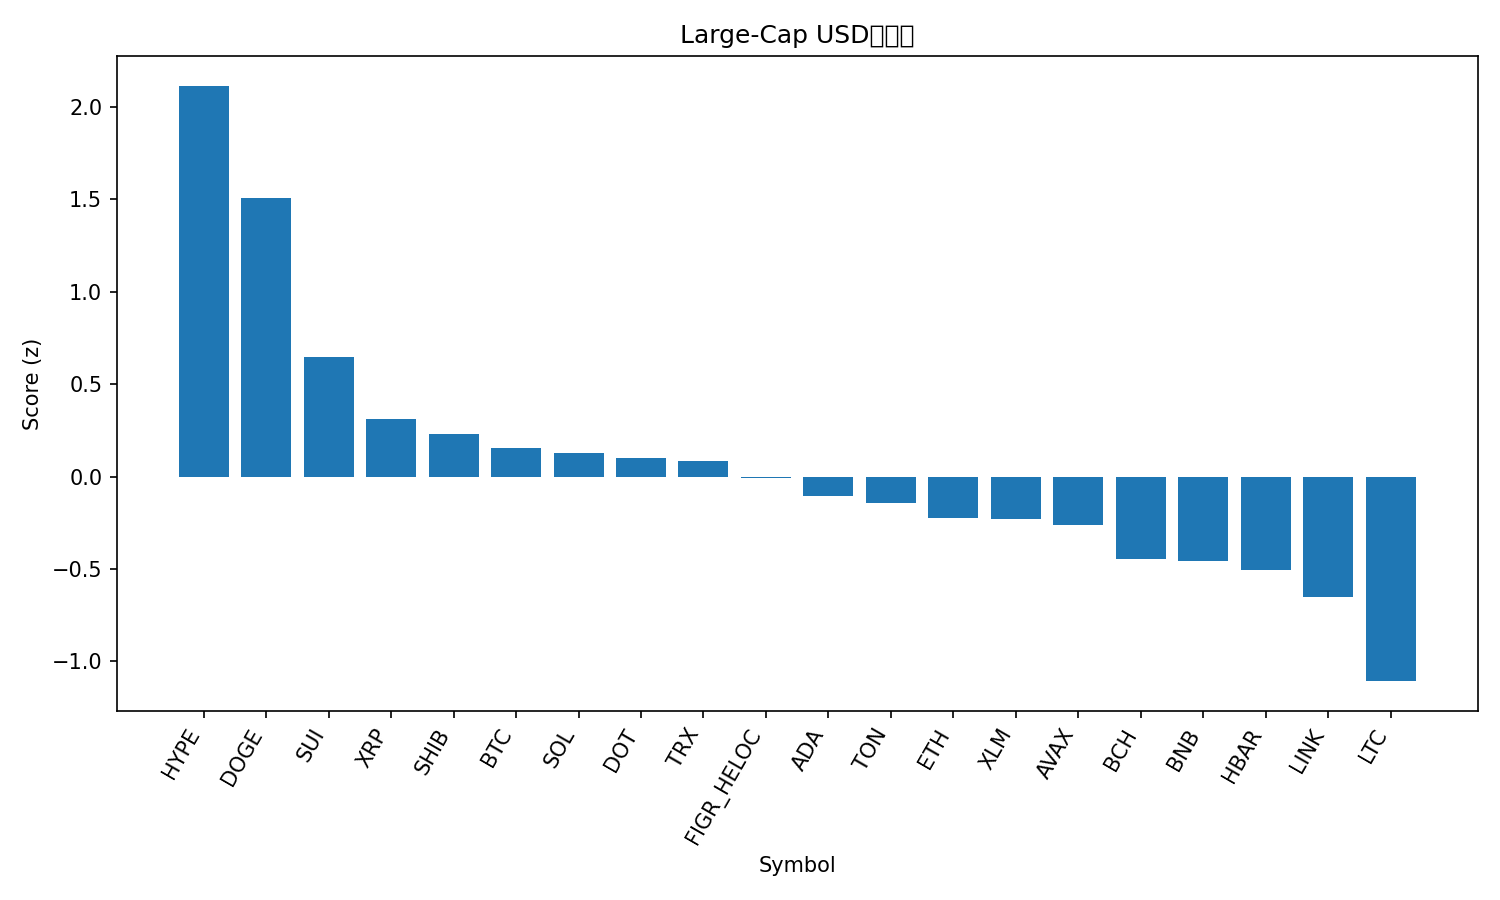 Large-Cap USD
Score (z)
2.0
1.5
1.0
0.5
0.0
−0.5
−1.0
HYPE
DOGE
SUI
XRP
SHIB
BTC
SOL
DOT
TRX
FIGR_HELOC
ADA
TON
ETH
XLM
AVAX
BCH
BNB
HBAR
LINK
LTC
Symbol